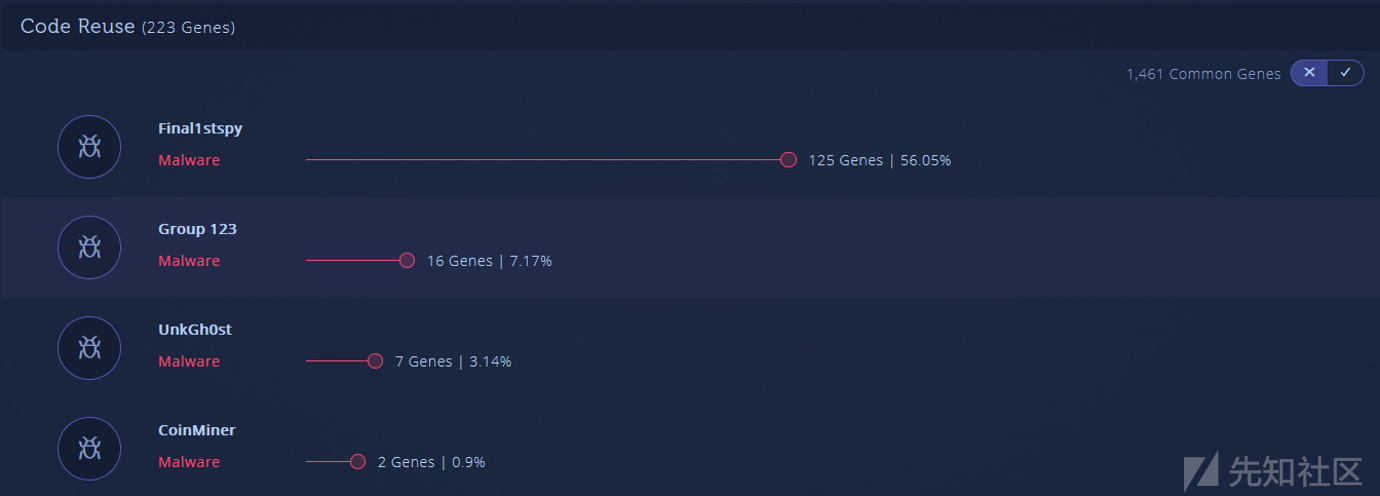 Code Reuse (223 Genes)
1,461 Common Genes
Final1stspy
Malware 125 Genes | 56.05%
Group 123
Malware 16 Genes | 7.17%
UnkGh0st
Malware 7 Genes | 3.14%
CoinMiner
Malware 2 Genes | 0.9%
先知社区